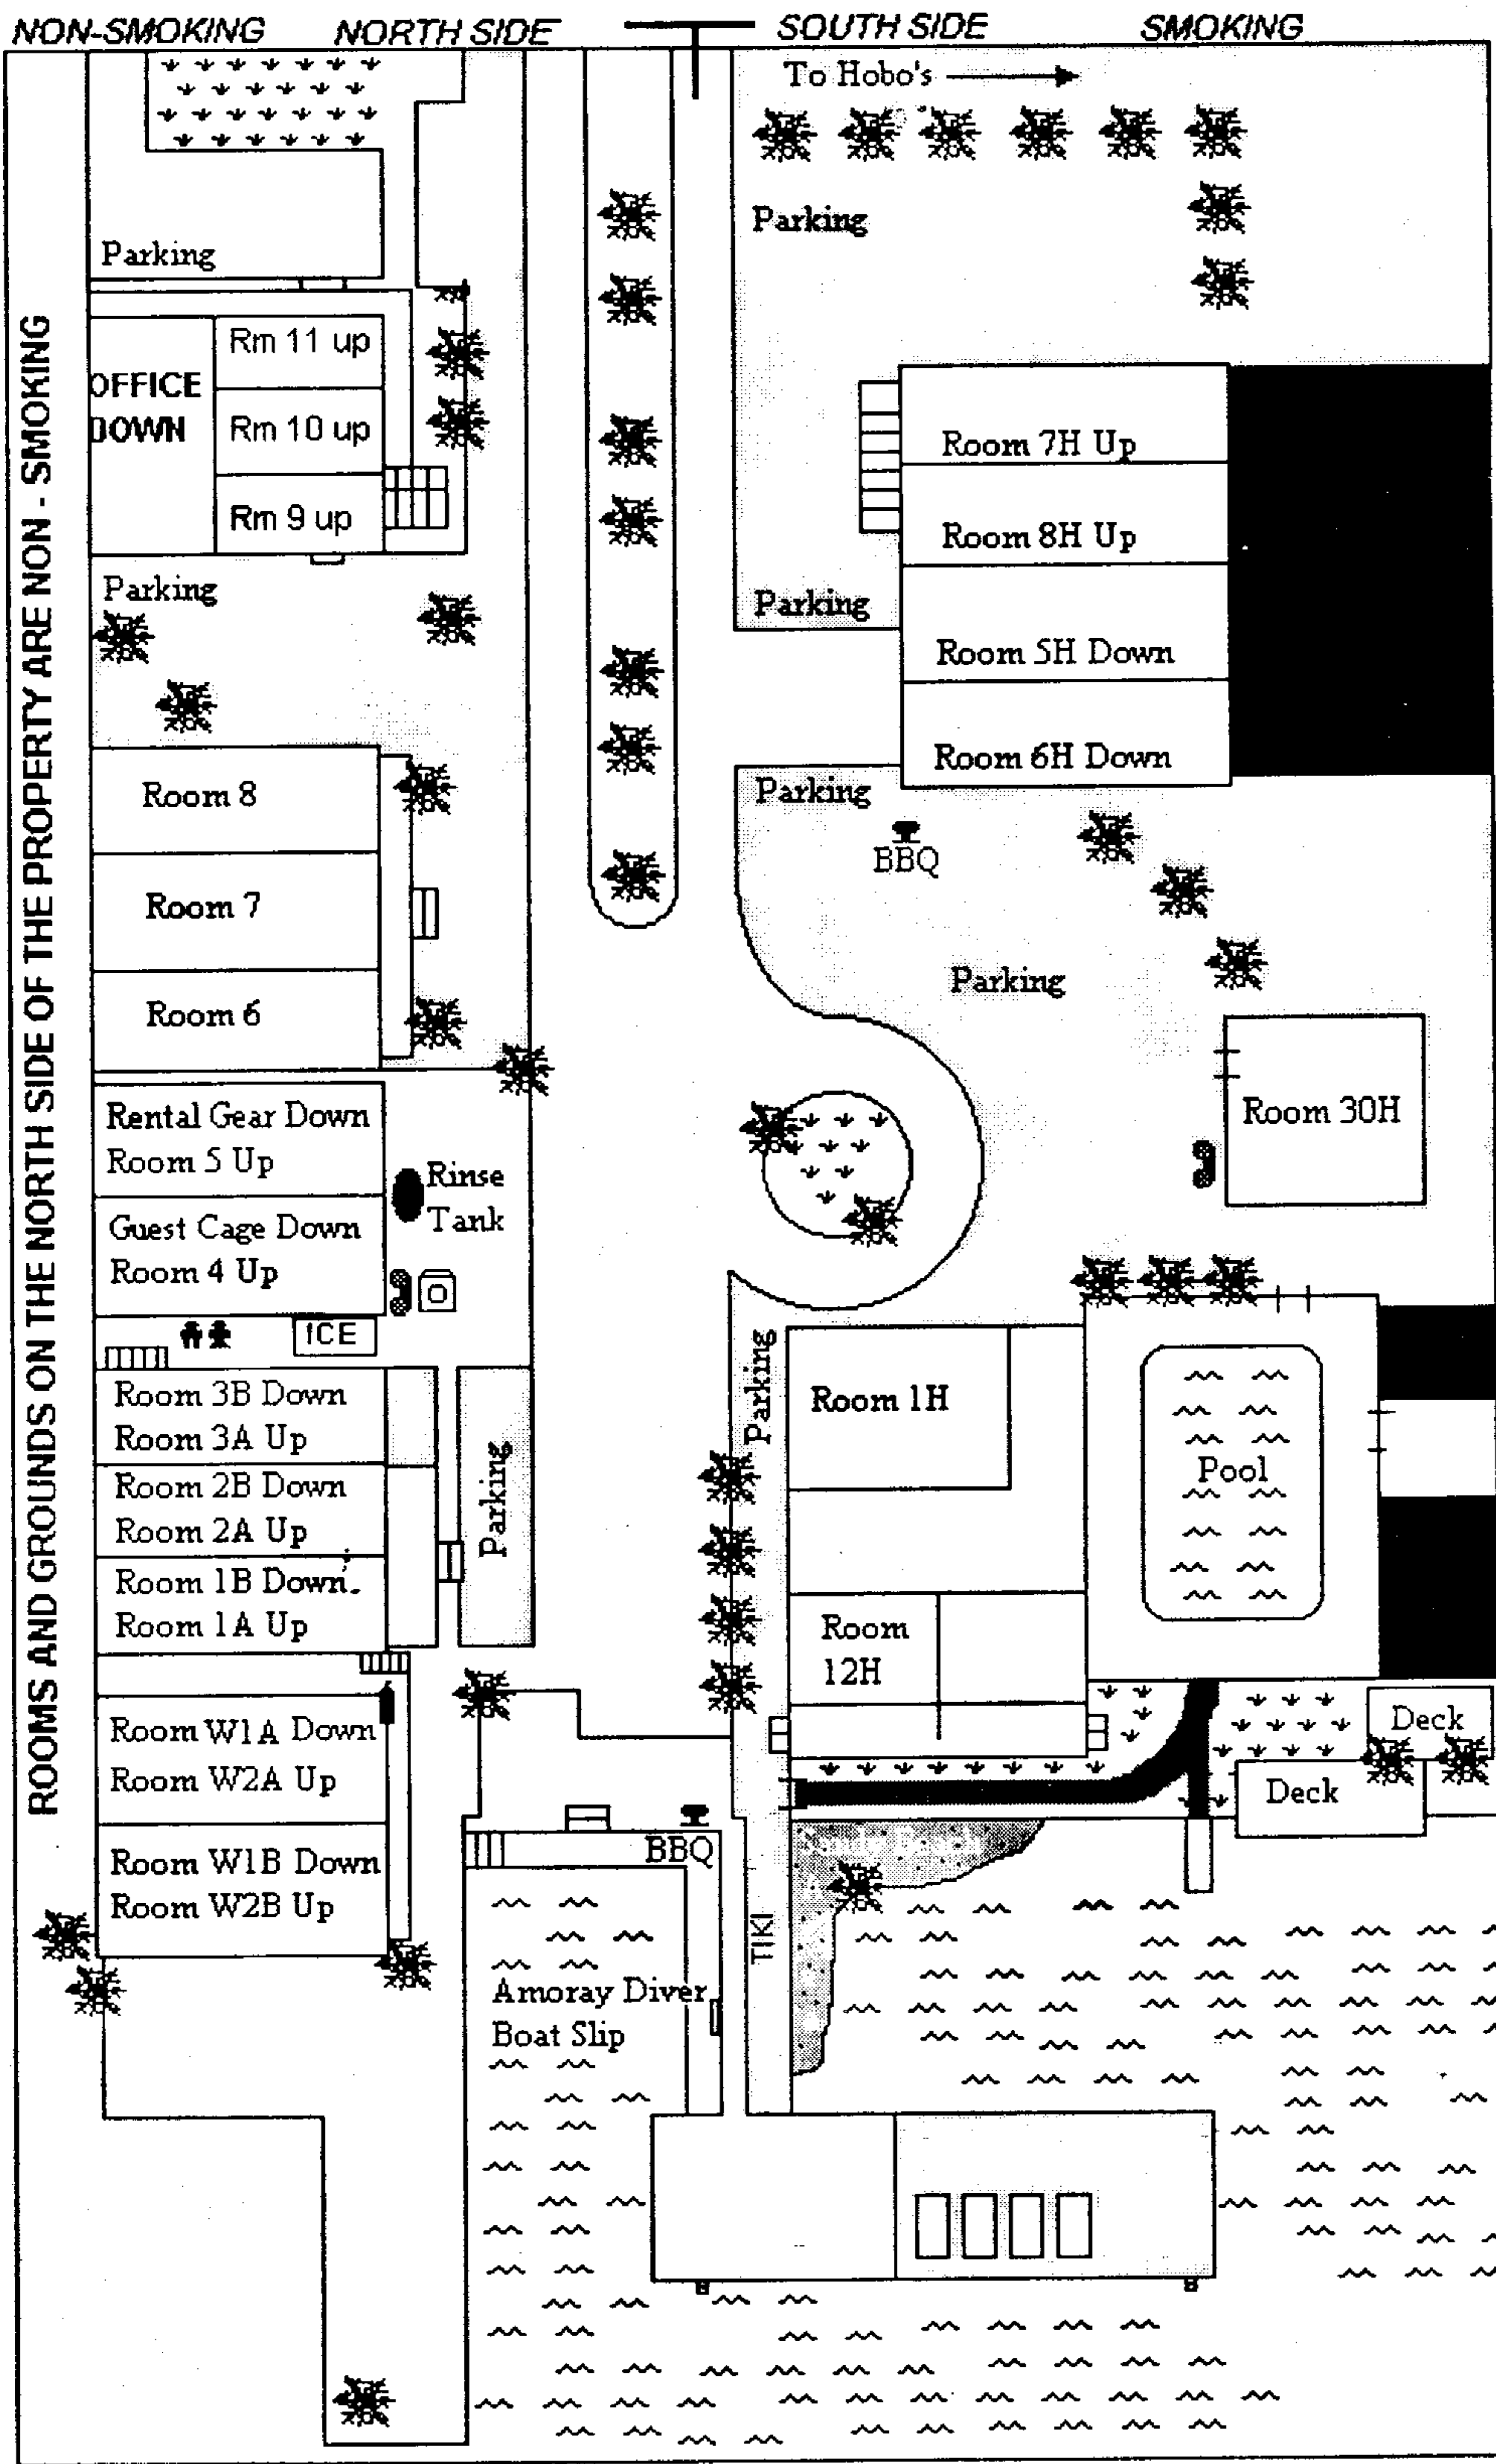 NON-SMOKING
NORTH SIDE
SOUTH SIDE
SMOKING
ROOMS AND GROUNDS ON THE NORTH SIDE OF THE PROPERTY ARE NON - SMOKING
Parking
OFFICE
DOWN
Rm 11 up
Rm 10 up
Rm 9 up
Parking
Room 8
Room 7
Room 6
Rental Gear Down
Room 5 Up
Rinse
Tank
Guest Cage Down
Room 4 Up
ICE
Room 3B Down
Room 3A Up
Room 2B Down
Room 2A Up
Room 1B Down
Room 1A Up
Parking
Room W1A Down
Room W2A Up
Room W1B Down
Room W2B Up
BBQ
Amoray Diver
Boat Slip
TIKI
To Hobo's
Parking
Room 7H Up
Room 8H Up
Parking
Room 5H Down
Room 6H Down
Parking
BBQ
Parking
Room 30H
Parking
Room 1H
Pool
Room
12H
Deck
Deck